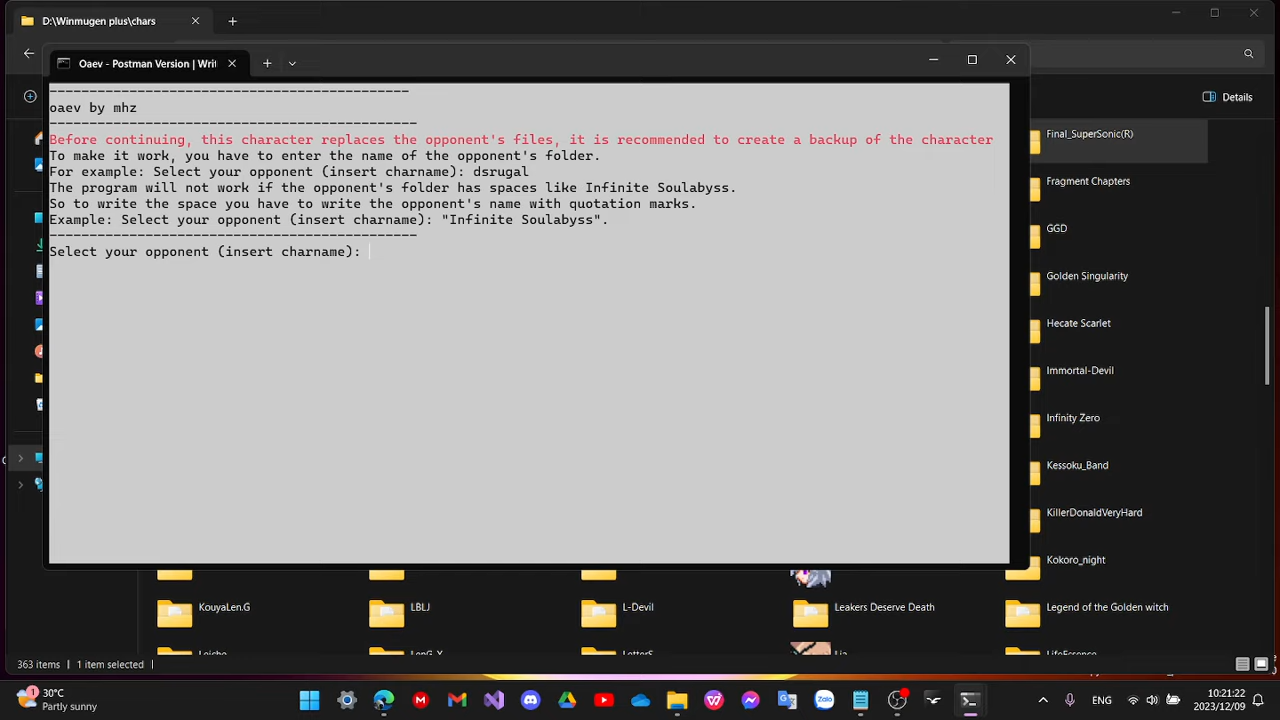 D:\Winmugen plus\chars
Oaev - Postman Version | Writ
Details
--------------------------------------------
oaev by mhz
----------------------------------------------
Before continuing, this character replaces the opponent's files, it is recommended to create a backup of the character
To make it work, you have to enter the name of the opponent's folder.
For example: Select your opponent (insert charname): dsrugal
The program will not work if the opponent's folder has spaces like Infinite Soulabyss.
So to write the space you have to write the opponent's name with quotation marks.
Example: Select your opponent (insert charname): "Infinite Soulabyss".
----------------------------------------------
Select your opponent (insert charname):
Final_SuperSonic(R)
Fragment Chapters
GGD
Golden Singularity
Hecate Scarlet
Immortal-Devil
Infinity Zero
Kessoku_Band
KillerDonaldVeryHard
Kokoro_night
KouyaLen.G
LBLJ
L-Devil
Leakers Deserve Death
Legend of the Golden witch
LenG_X
LetterS
Lia
LifeEssence
363 items
1 item selected
1
30°C
Partly sunny
ENG
10:21:22
2023/12/09